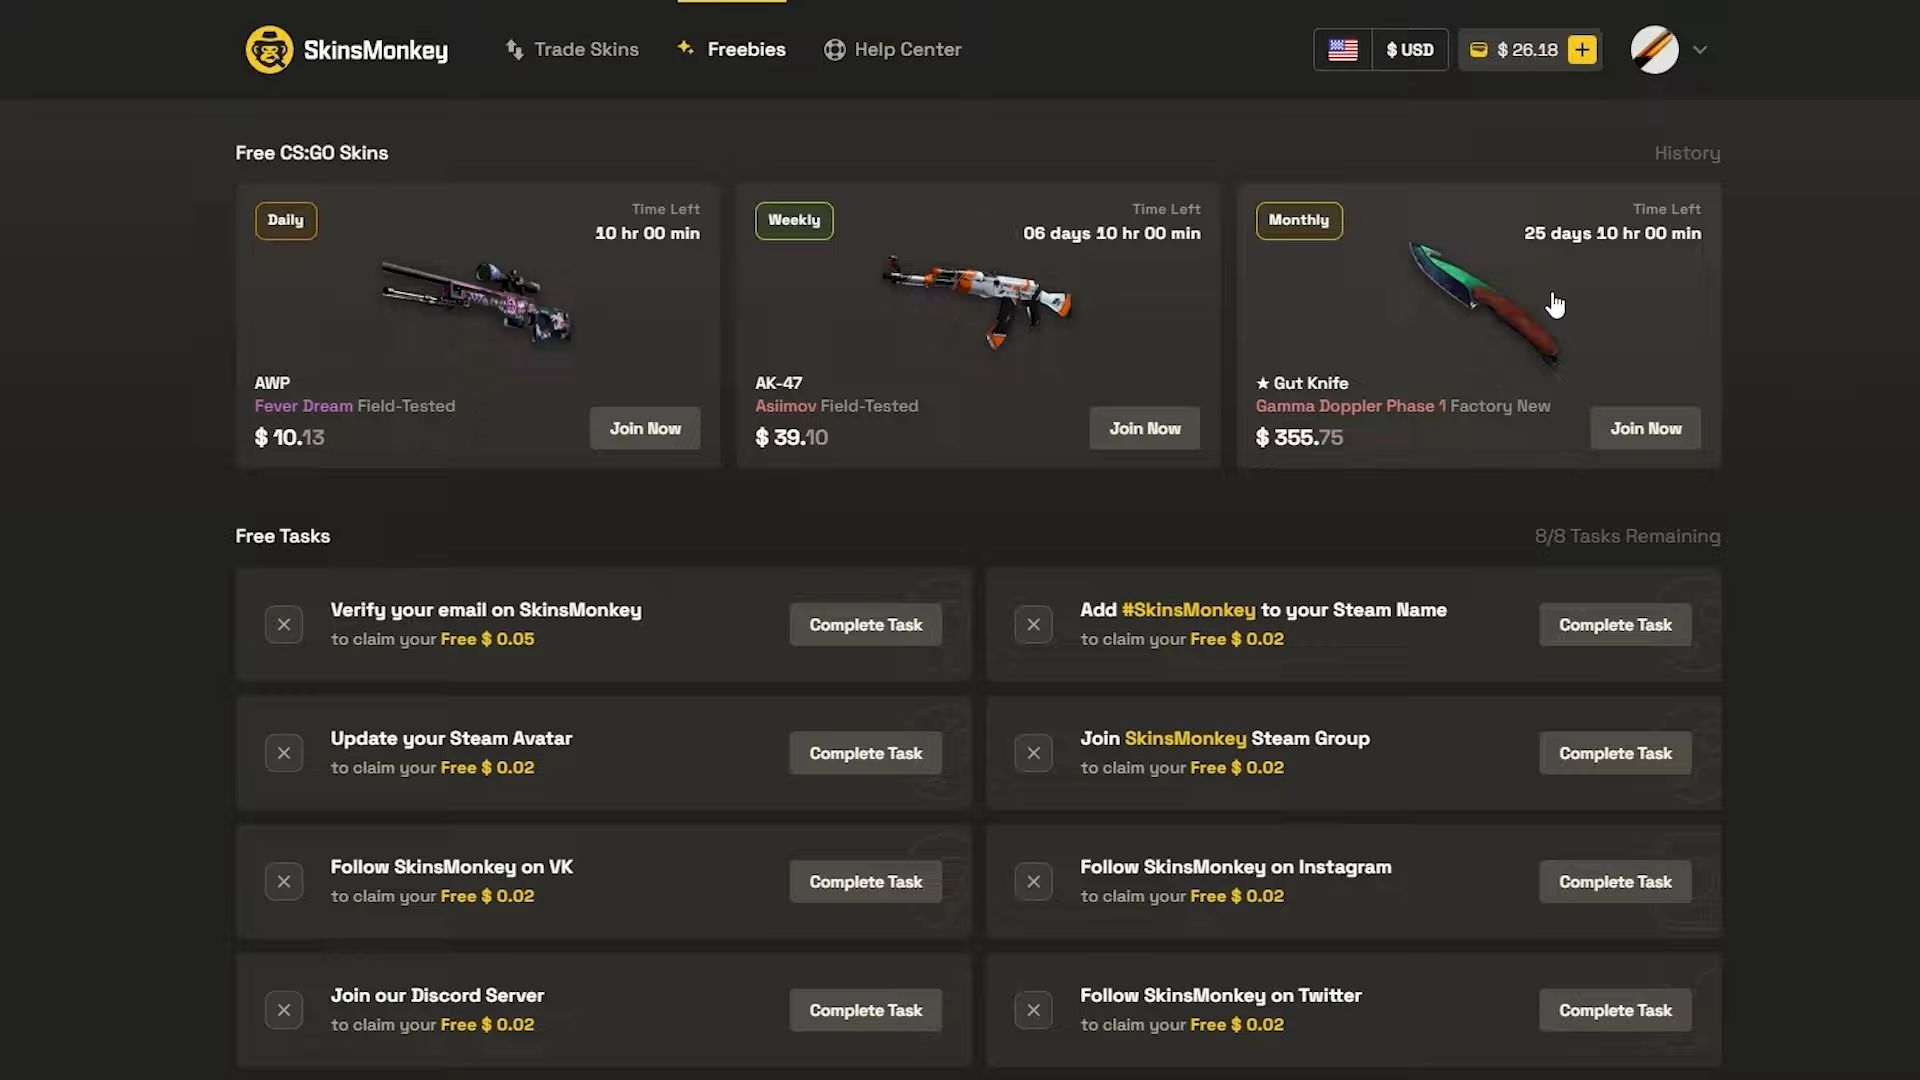 SkinsMonkey
Trade Skins
Freebies
Help Center
$ USD
$ 26.18
Free CS:GO Skins
History
Daily
Time Left
10 hr 00 min
AWP
Fever Dream Field-Tested
$ 10.13
Join Now
Weekly
Time Left
06 days 10 hr 00 min
AK-47
Asiimov Field-Tested
$ 39.10
Join Now
Monthly
Time Left
25 days 10 hr 00 min
★ Gut Knife
Gamma Doppler Phase 1 Factory New
$ 355.75
Join Now
Free Tasks
8/8 Tasks Remaining
Verify your email on SkinsMonkey
to claim your Free $ 0.05
Complete Task
Add #SkinsMonkey to your Steam Name
to claim your Free $ 0.02
Complete Task
Update your Steam Avatar
to claim your Free $ 0.02
Complete Task
Join SkinsMonkey Steam Group
to claim your Free $ 0.02
Complete Task
Follow SkinsMonkey on VK
to claim your Free $ 0.02
Complete Task
Follow SkinsMonkey on Instagram
to claim your Free $ 0.02
Complete Task
Join our Discord Server
to claim your Free $ 0.02
Complete Task
Follow SkinsMonkey on Twitter
to claim your Free $ 0.02
Complete Task